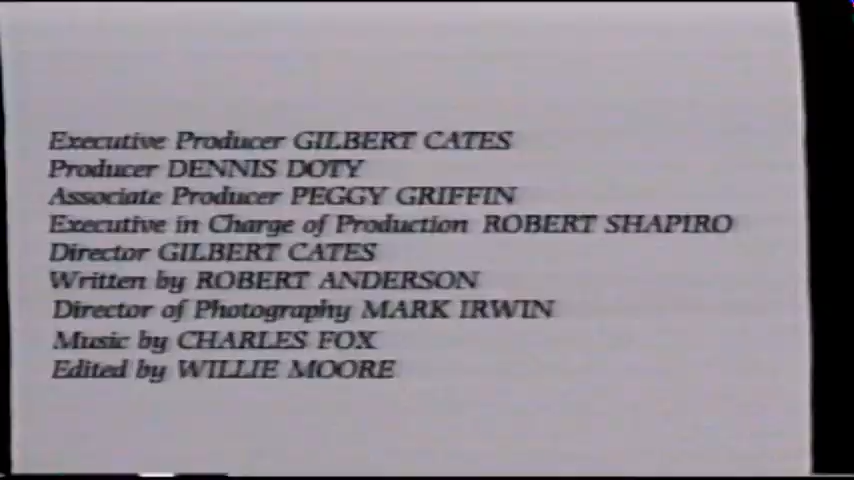 Executive Producer GILBERT CATES
Producer DENNIS DOTY
Associate Producer PEGGY GRIFFIN
Executive in Charge of Production ROBERT SHAPIRO
Director GILBERT CATES
Written by ROBERT ANDERSON
Director of Photography MARK IRWIN
Music by CHARLES FOX
Edited by WILLIE MOORE